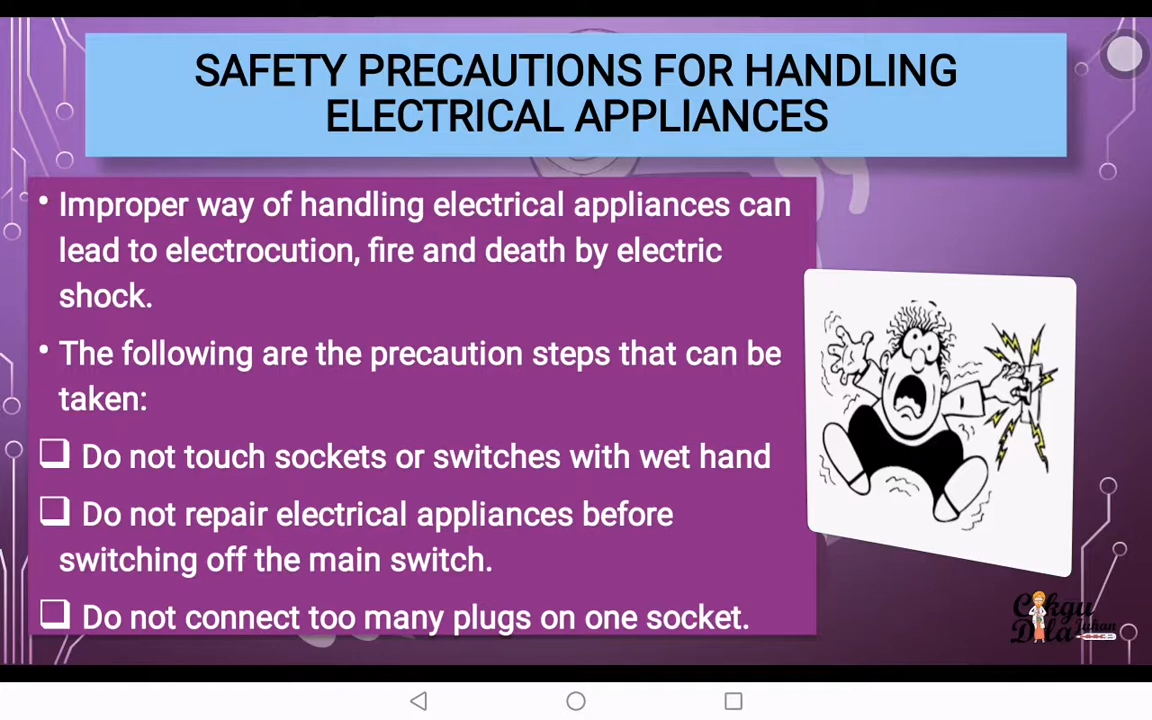 SAFETY PRECAUTIONS FOR HANDLING
ELECTRICAL APPLIANCES
• Improper way of handling electrical appliances can
lead to electrocution, fire and death by electric
shock.
• The following are the precaution steps that can be
taken:
❑ Do not touch sockets or switches with wet hand
❑ Do not repair electrical appliances before
switching off the main switch.
❑ Do not connect too many plugs on one socket.
Cikgu
Dila Juhan